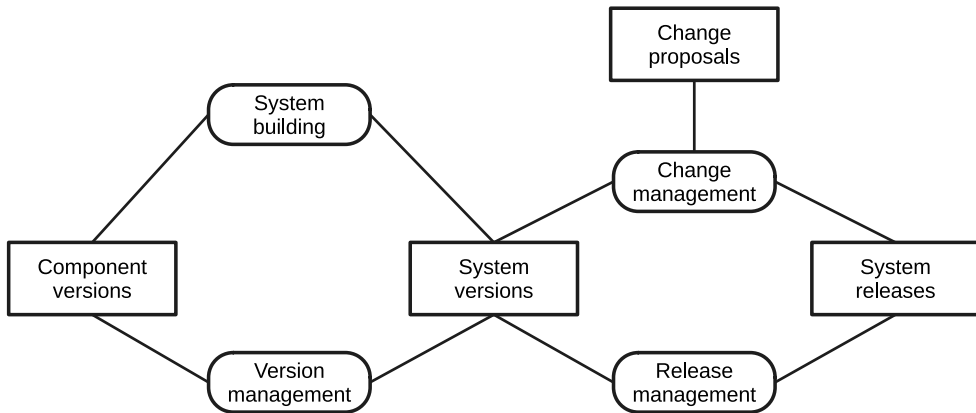 Change
proposals
System
building
Change
management
Component
versions
System
versions
System
releases
Version
management
Release
management